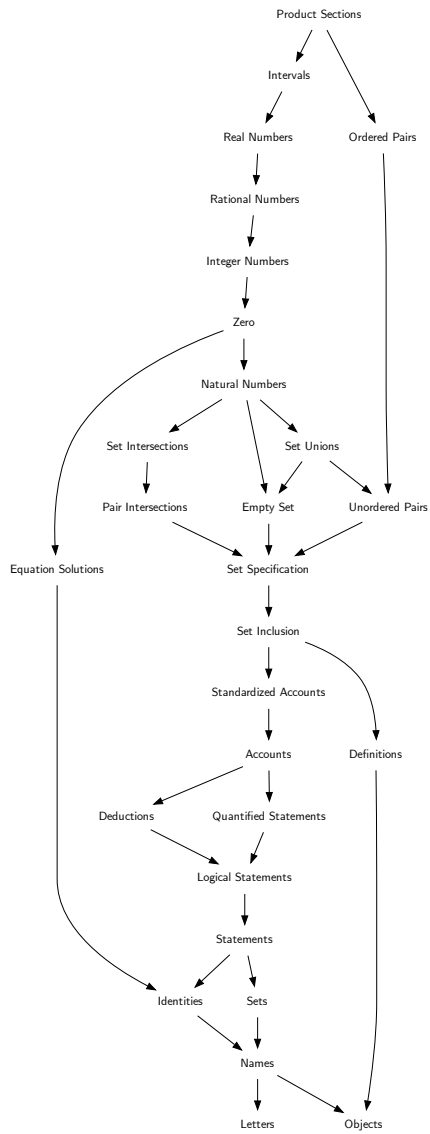 Product Sections
Intervals
Real Numbers
Ordered Pairs
Rational Numbers
Integer Numbers
Zero
Natural Numbers
Set Intersections
Set Unions
Pair Intersections
Empty Set
Unordered Pairs
Equation Solutions
Set Specification
Set Inclusion
Standardized Accounts
Accounts
Definitions
Deductions
Quantified Statements
Logical Statements
Statements
Identities
Sets
Names
Letters
Objects